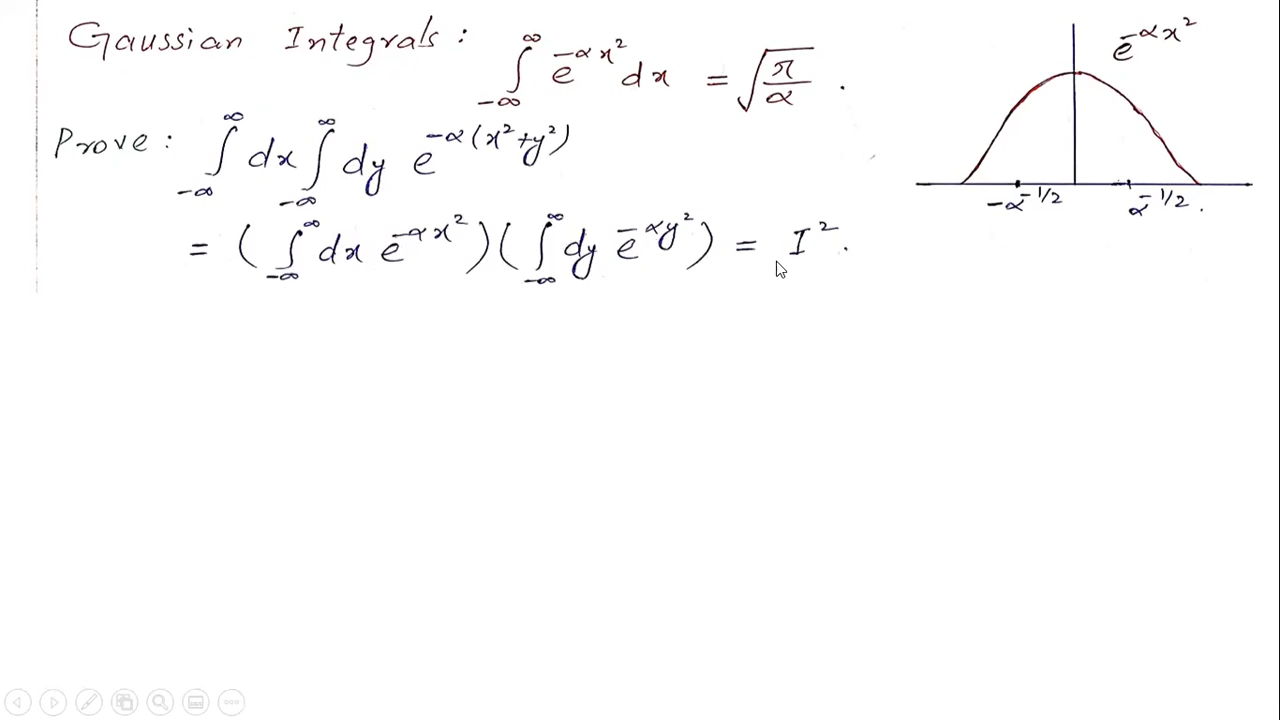 Gaussian Integrals : ∫_{-∞}^{∞} e^{-αx²} dx = √(π/α) .
Prove : ∫_{-∞}^{∞} dx ∫_{-∞}^{∞} dy e^{-α(x²+y²)}
= ( ∫_{-∞}^{∞} dx e^{-αx²} ) ( ∫_{-∞}^{∞} dy e^{-αy²} ) = I² .
e^{-αx²}
-α^{-1/2} α^{-1/2} .